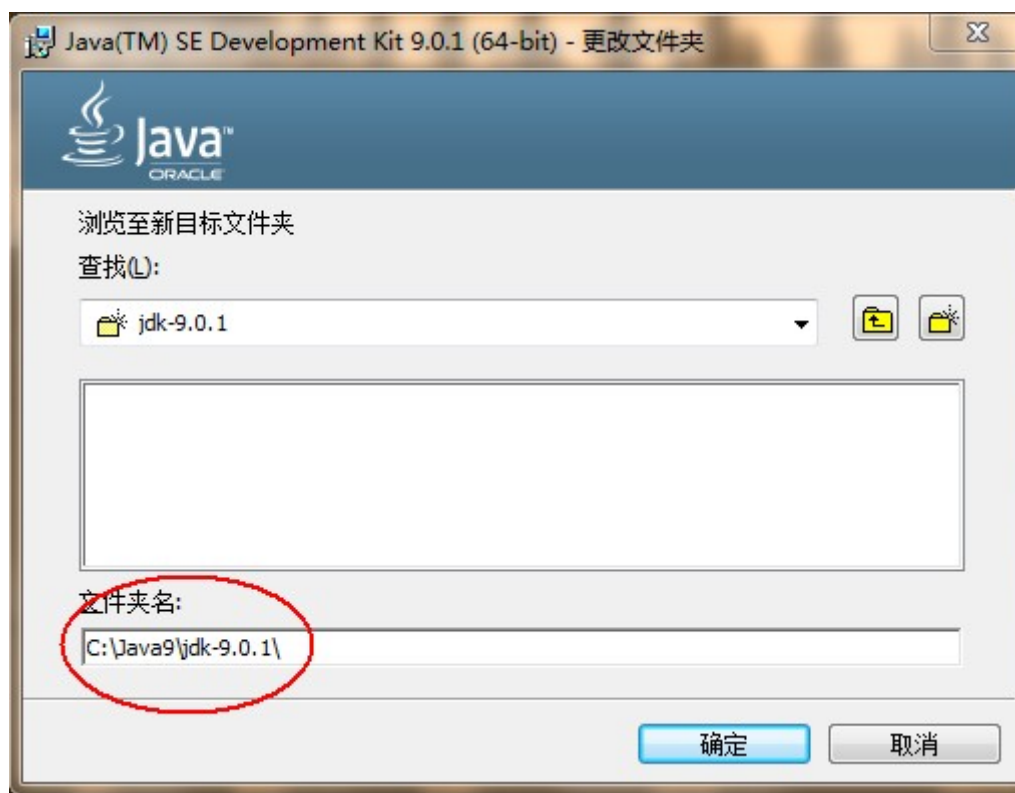 Java(TM) SE Development Kit 9.0.1 (64-bit) - 更改文件夹
Java™
ORACLE
浏览至新目标文件夹
查找(L):
jdk-9.0.1
文件夹名:
C:\Java9\jdk-9.0.1\
确定
取消